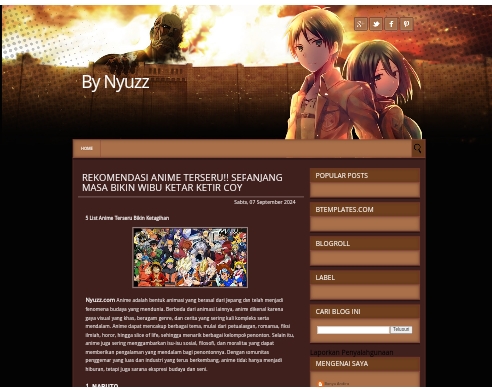 By Nyuzz
HOME
REKOMENDASI ANIME TERSERU!! SEPANJANG
MASA BIKIN WIBU KETAR KETIR COY
Sabtu, 07 September 2024
5 List Anime Terseru Bikin Ketagihan
Nyuzz.com Anime adalah bentuk animasi yang berasal dari Jepang dan telah menjadi
fenomena budaya yang mendunia. Berbeda dari animasi lainnya, anime dikenal karena
gaya visual yang khas, beragam genre, dan cerita yang sering kali kompleks serta
mendalam. Anime dapat mencakup berbagai tema, mulai dari petualangan, romansa, fiksi
ilmiah, horor, hingga slice of life, sehingga menarik berbagai kelompok penonton. Selain itu,
anime juga sering menggambarkan isu-isu sosial, filosofi, dan moralita yang dapat
memberikan pengalaman yang mendalam bagi penontonnya. Dengan komunitas
penggemar yang luas dan industri yang terus berkembang, anime tidak hanya menjadi
hiburan, tetapi juga sarana ekspresi budaya dan seni.
1. NARUTO
POPULAR POSTS
BTEMPLATES.COM
BLOGROLL
LABEL
CARI BLOG INI
Telusuri
Laporkan Penyalahgunaan
MENGENAI SAYA